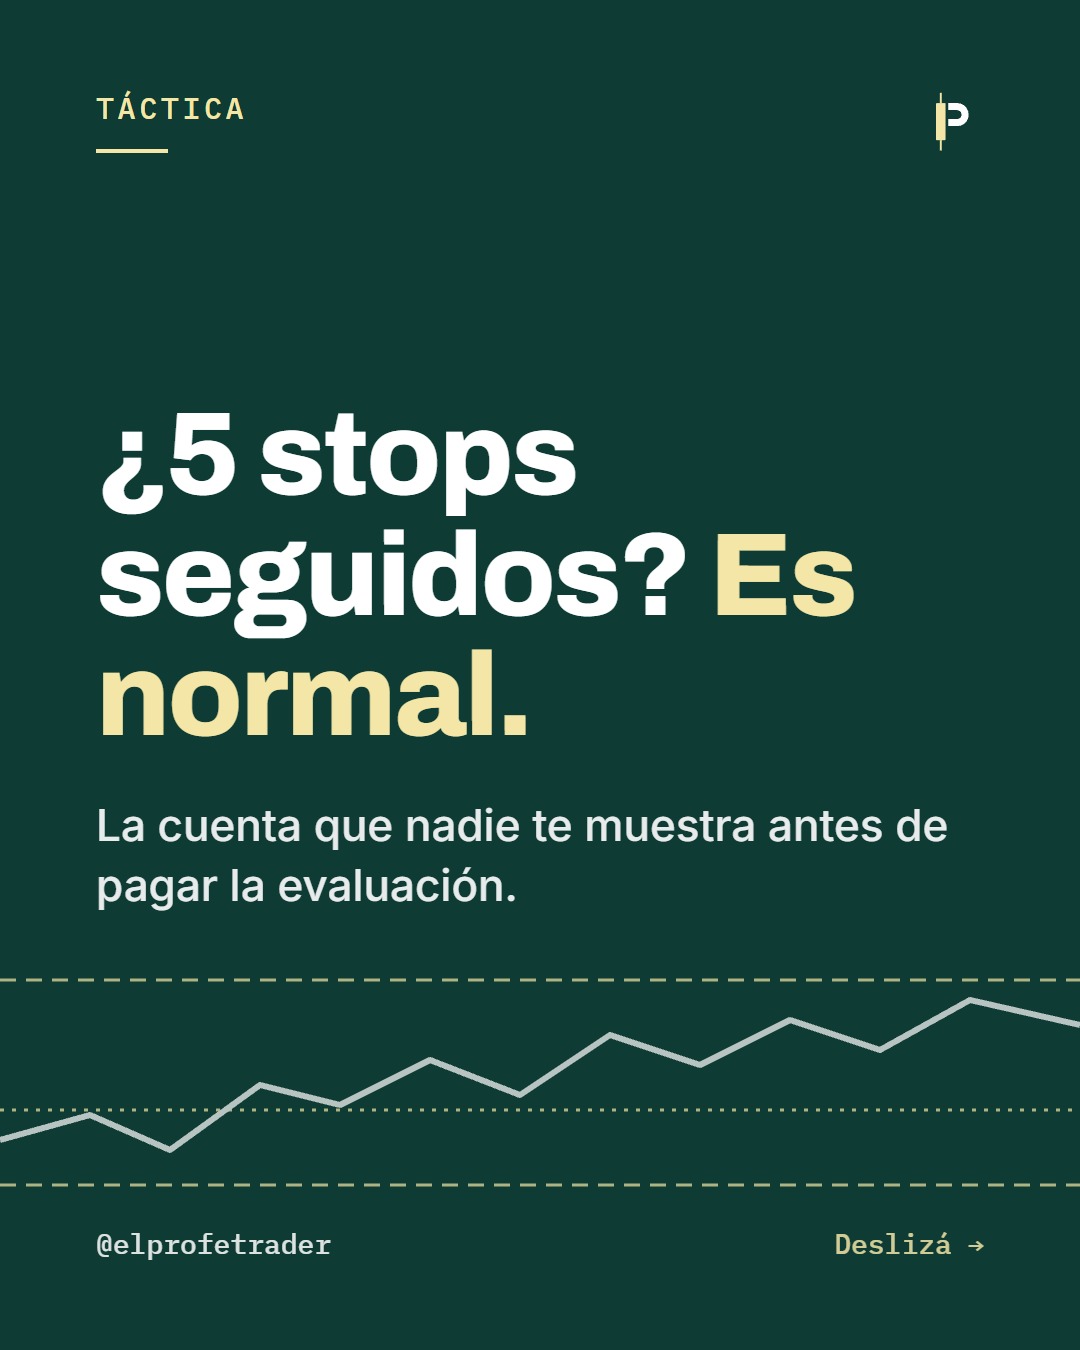 TÁCTICA
¿5 stops
seguidos? Es
normal.
La cuenta que nadie te muestra antes de
pagar la evaluación.
@elprofetrader
Deslizá →